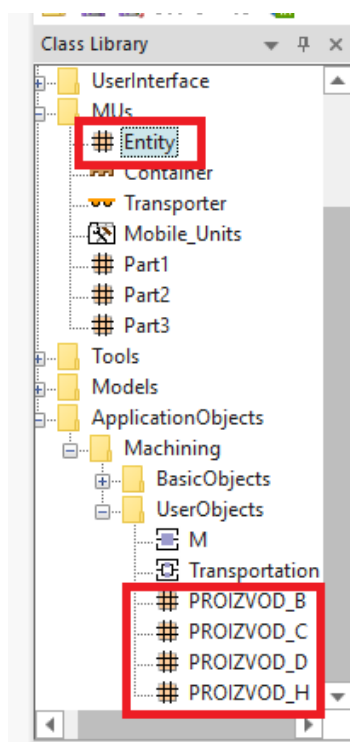 Class Library
UserInterface
MUs
Entity
Container
Transporter
Mobile_Units
Part1
Part2
Part3
Tools
Models
ApplicationObjects
Machining
BasicObjects
UserObjects
M
Transportation
PROIZVOD_B
PROIZVOD_C
PROIZVOD_D
PROIZVOD_H